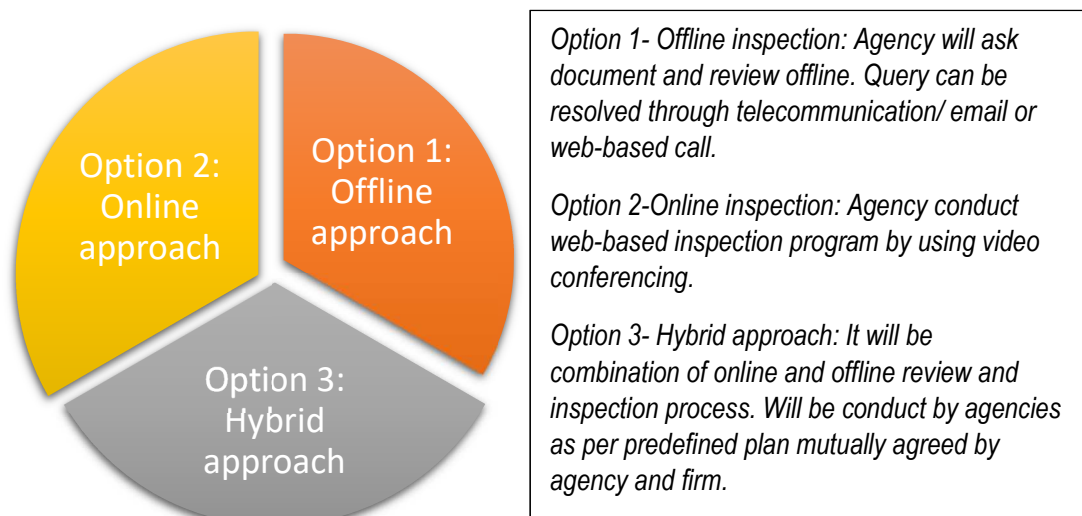 Option 2:
Online
approach
Option 1:
Offline
approach
Option 3:
Hybrid
approach
Option 1- Offline inspection: Agency will ask
document and review offline. Query can be
resolved through telecommunication/ email or
web-based call.
Option 2-Online inspection: Agency conduct
web-based inspection program by using video
conferencing.
Option 3- Hybrid approach: It will be
combination of online and offline review and
inspection process. Will be conduct by agencies
as per predefined plan mutually agreed by
agency and firm.